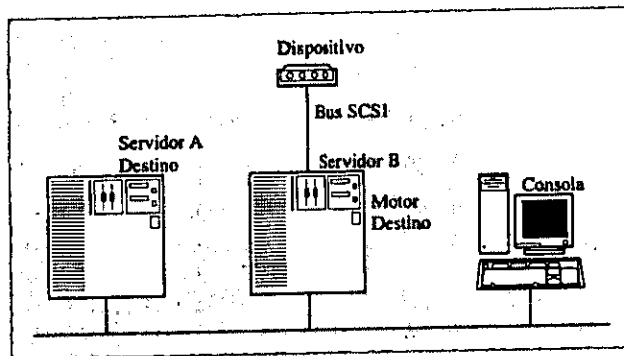 Dispositivo
Bus SCSI
Servidor A
Destino
Servidor B
Motor
Destino
Consola